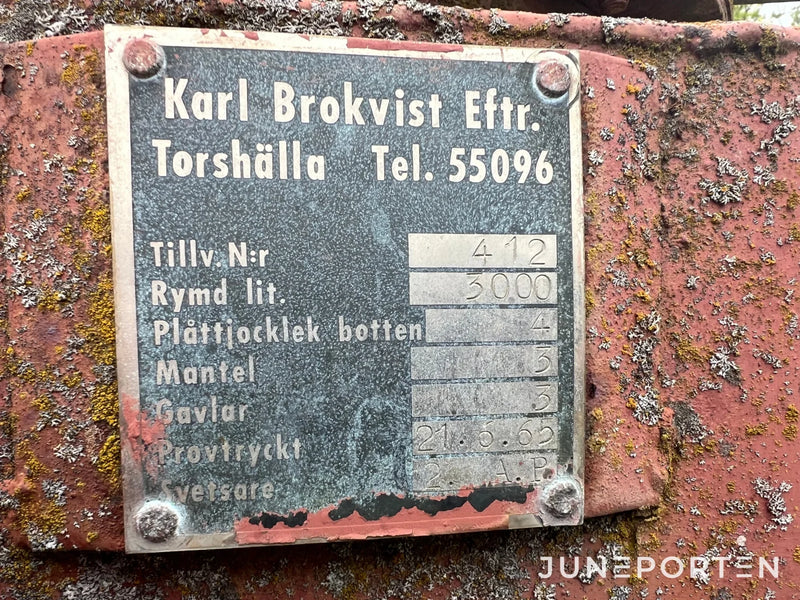 Karl Brokvist Eftr.
Torshälla Tel. 55096
Tillv. N:r 412
Rymd lit. 3000
Plåttjocklek botten 4
Mantel 3
Gavlar 3
Provtryckt 21.6.65
Svetsare 2. A.P.
JUNEPORTEN